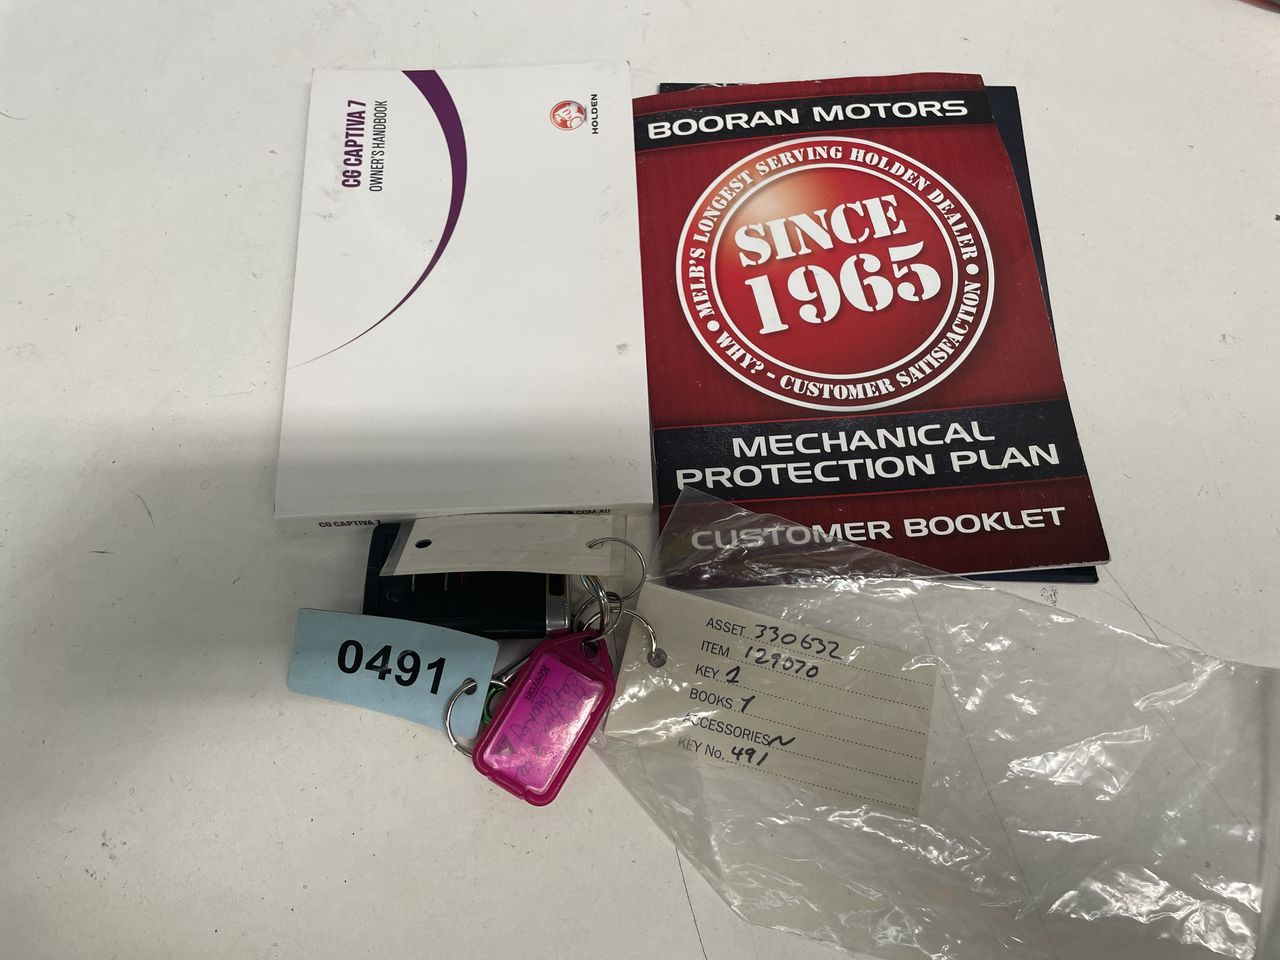 CG CAPTIVA 7
OWNER'S HANDBOOK
HOLDEN
CG CAPTIVA 7
BOORAN MOTORS
MELB'S LONGEST SERVING HOLDEN DEALER
SINCE
1965
WHY? - CUSTOMER SATISFACTION
MECHANICAL
PROTECTION PLAN
CUSTOMER BOOKLET
0491
Kevron
ASSET 330632
ITEM 129070
KEY 1
BOOKS Y
ACCESSORIES N
KEY No. 491